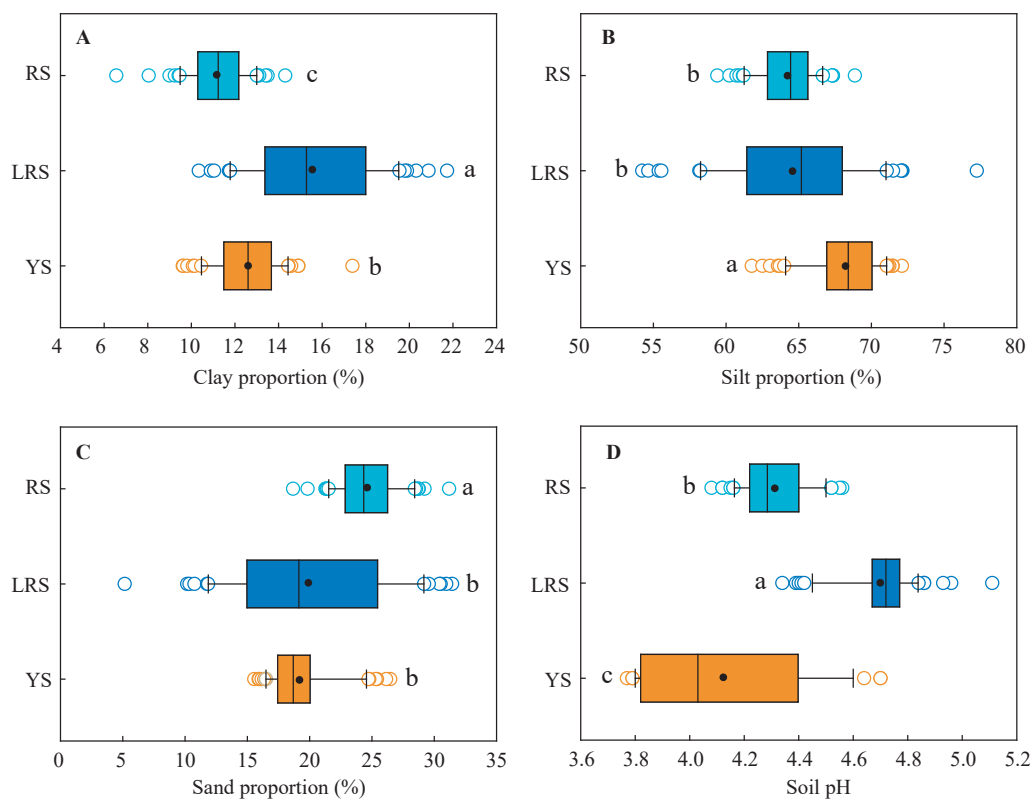 A
RS
c
LRS
a
YS
b
4 6 8 10 12 14 16 18 20 22 24
Clay proportion (%)
B
RS
b
LRS
b
YS
a
50 55 60 65 70 75 80
Silt proportion (%)
C
RS
a
LRS
b
YS
b
0 5 10 15 20 25 30 35
Sand proportion (%)
D
RS
b
LRS
a
YS
c
3.6 3.8 4.0 4.2 4.4 4.6 4.8 5.0 5.2
Soil pH